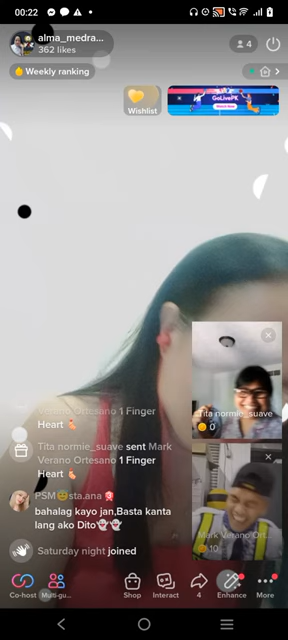 00:22
alma_medra...
362 likes
4
Weekly ranking
Wishlist
GoLivePK
Tita normie_suave
0
Verano Ortesano 1 Finger
Heart
Tita normie_suave sent Mark
Verano Ortesano 1 Finger
Heart
PSM😇sta.ana
bahalag kayo jan,Basta kanta
lang ako Dito👻👻
Mark Verano Ort...
10
Saturday night joined
Co-host
Multi-gu...
Shop
Interact
4
Enhance
More